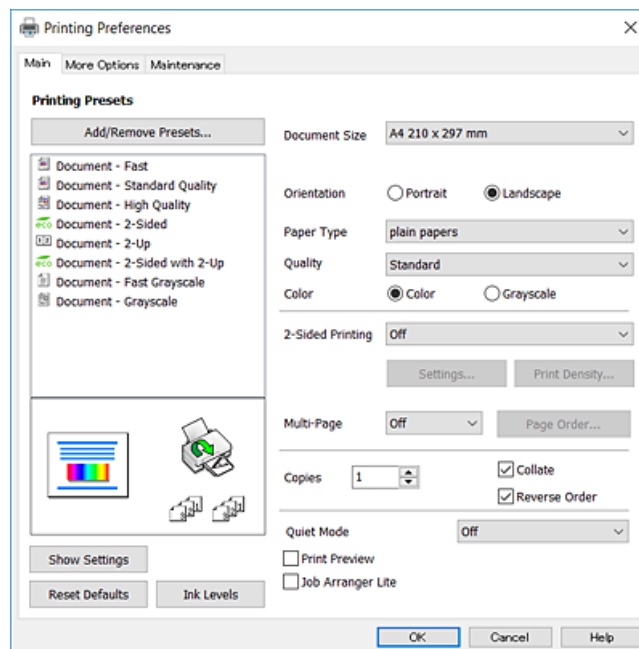 Printing Preferences
Main More Options Maintenance
Printing Presets
Add/Remove Presets...
Document - Fast
Document - Standard Quality
Document - High Quality
eco Document - 2-Sided
Document - 2-Up
eco Document - 2-Sided with 2-Up
Document - Fast Grayscale
Document - Grayscale
Show Settings
Reset Defaults Ink Levels
Document Size A4 210 x 297 mm
Orientation Portrait Landscape
Paper Type plain papers
Quality Standard
Color Color Grayscale
2-Sided Printing Off
Settings... Print Density...
Multi-Page Off Page Order...
Copies 1 Collate
Reverse Order
Quiet Mode Off
Print Preview
Job Arranger Lite
OK Cancel Help